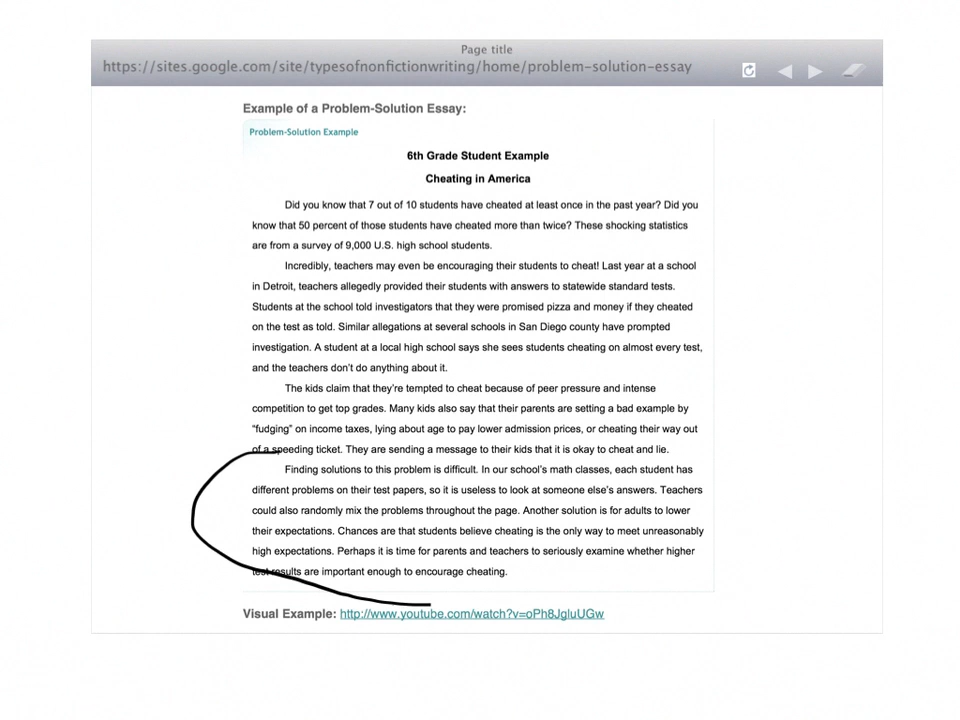 Page title
https://sites.google.com/site/typesofnonfictionwriting/home/problem-solution-essay
Example of a Problem-Solution Essay:
Problem-Solution Example
6th Grade Student Example
Cheating in America
Did you know that 7 out of 10 students have cheated at least once in the past year? Did you
know that 50 percent of those students have cheated more than twice? These shocking statistics
are from a survey of 9,000 U.S. high school students.
Incredibly, teachers may even be encouraging their students to cheat! Last year at a school
in Detroit, teachers allegedly provided their students with answers to statewide standard tests.
Students at the school told investigators that they were promised pizza and money if they cheated
on the test as told. Similar allegations at several schools in San Diego county have prompted
investigation. A student at a local high school says she sees students cheating on almost every test,
and the teachers don't do anything about it.
The kids claim that they're tempted to cheat because of peer pressure and intense
competition to get top grades. Many kids also say that their parents are setting a bad example by
“fudging” on income taxes, lying about age to pay lower admission prices, or cheating their way out
of a speeding ticket. They are sending a message to their kids that it is okay to cheat and lie.
Finding solutions to this problem is difficult. In our school's math classes, each student has
different problems on their test papers, so it is useless to look at someone else's answers. Teachers
could also randomly mix the problems throughout the page. Another solution is for adults to lower
their expectations. Chances are that students believe cheating is the only way to meet unreasonably
high expectations. Perhaps it is time for parents and teachers to seriously examine whether higher
test results are important enough to encourage cheating.
Visual Example: http://www.youtube.com/watch?v=oPh8JgluUGw